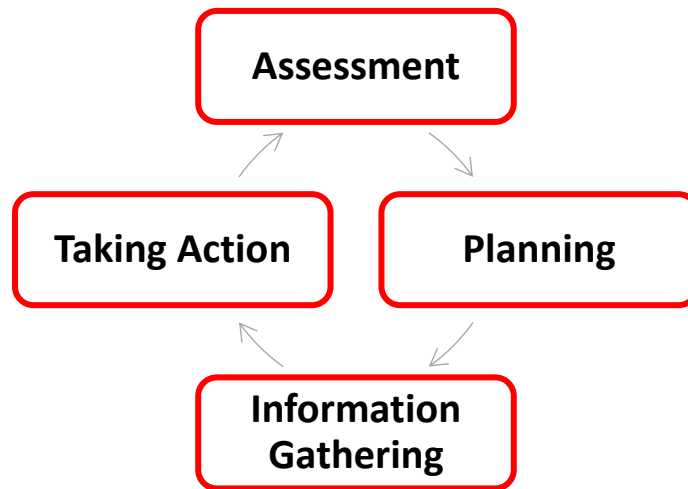 Assessment
Taking Action
Planning
Information
Gathering